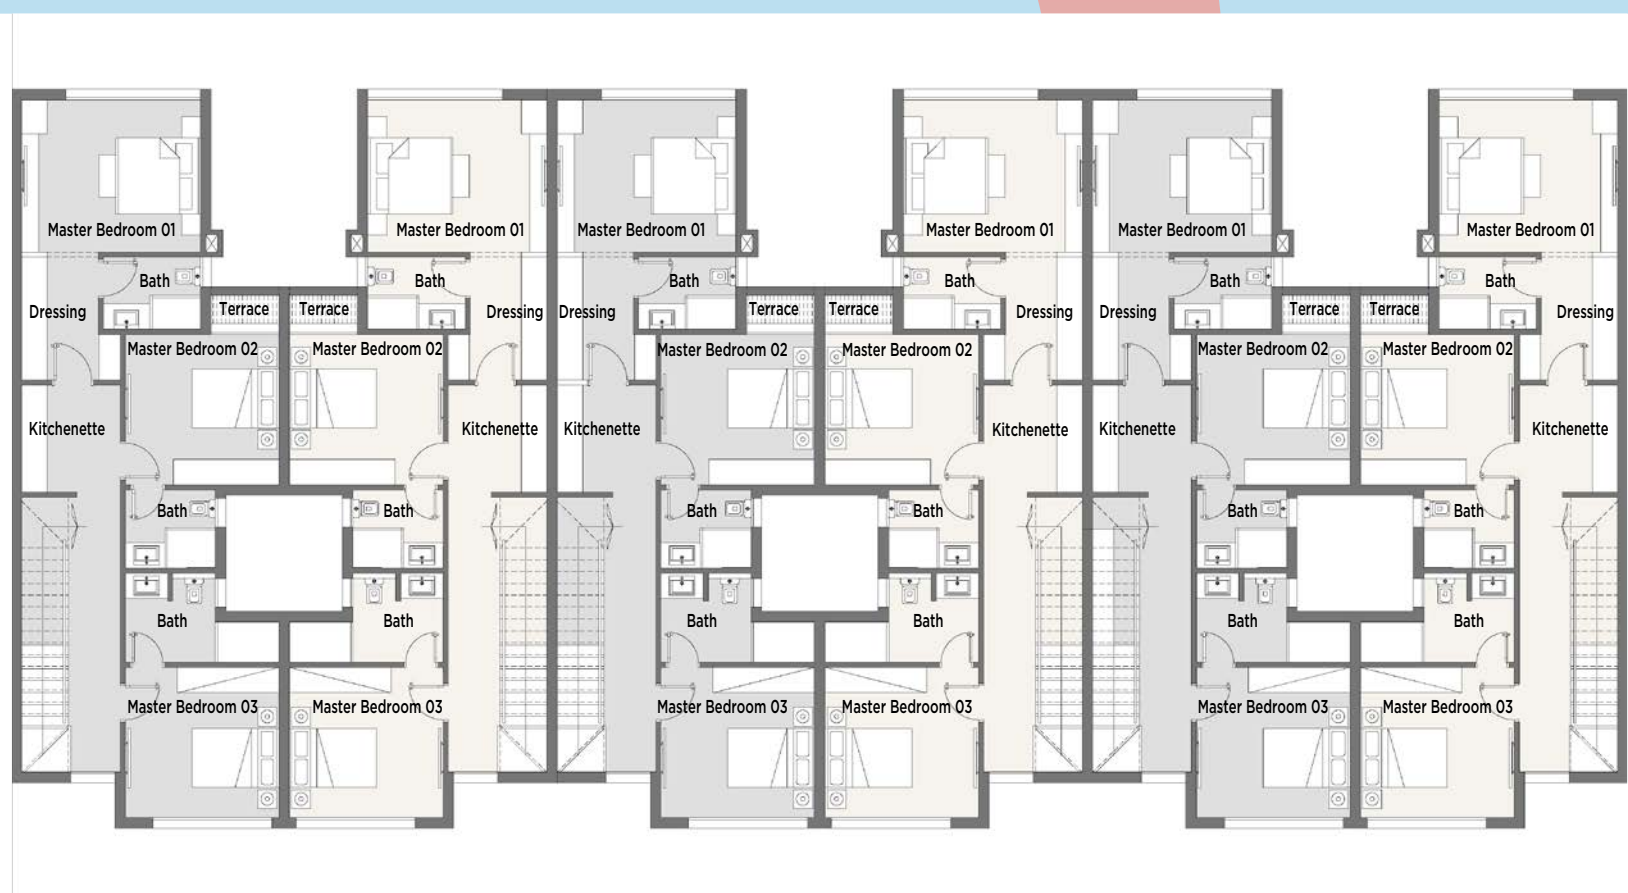 Master Bedroom 01
Master Bedroom 01
Master Bedroom 01
Master Bedroom 01
Master Bedroom 01
Master Bedroom 01
Bath
Bath
Bath
Bath
Bath
Bath
Dressing
Terrace
Terrace
Dressing
Dressing
Terrace
Terrace
Dressing
Dressing
Terrace
Terrace
Dressing
Master Bedroom 02
Master Bedroom 02
Master Bedroom 02
Master Bedroom 02
Master Bedroom 02
Master Bedroom 02
Kitchenette
Kitchenette
Kitchenette
Kitchenette
Kitchenette
Kitchenette
Bath
Bath
Bath
Bath
Bath
Bath
Bath
Bath
Bath
Bath
Bath
Bath
Master Bedroom 03
Master Bedroom 03
Master Bedroom 03
Master Bedroom 03
Master Bedroom 03
Master Bedroom 03